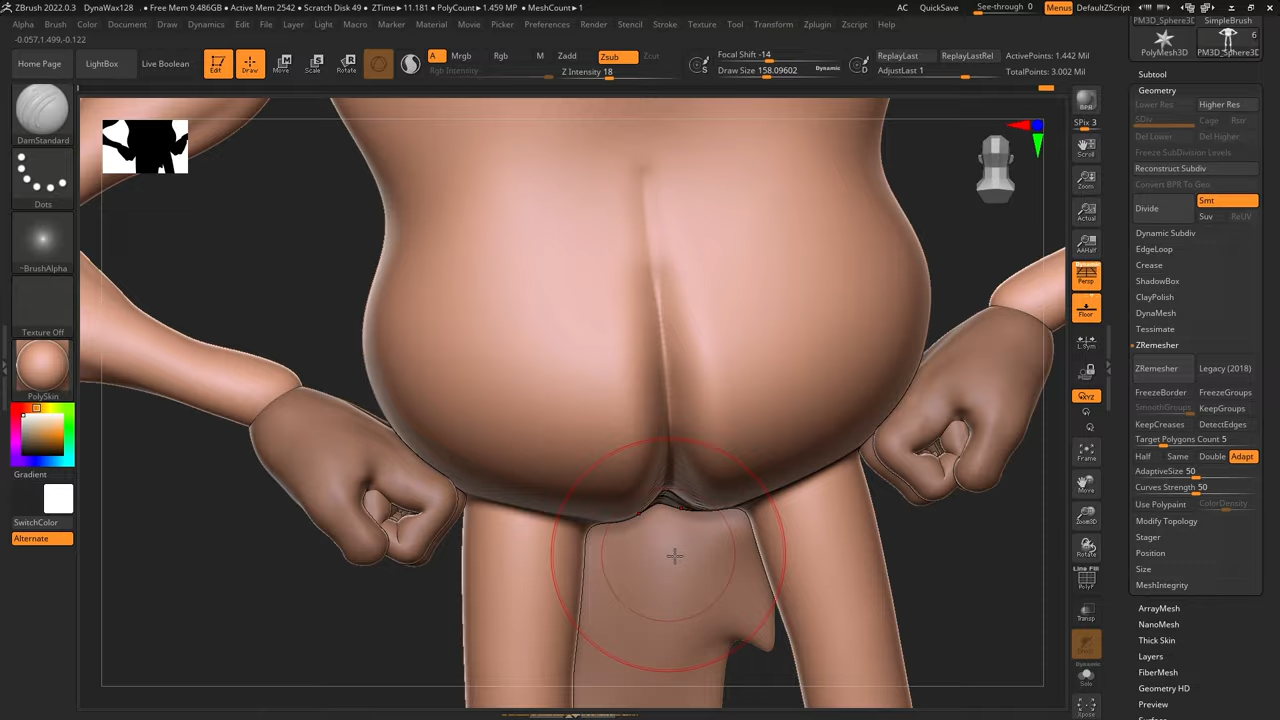 ZBrush 2022.0.3 DynaWax128 . • Free Mem 9.486GB • Active Mem 2542 • Scratch Disk 49 • ZTime▸11.181 • PolyCount▸1.459 MP • MeshCount▸1 AC QuickSave See-through 0 Menus DefaultZScript
Alpha Brush Color Document Draw Dynamics Edit File Layer Light Macro Marker Material Movie Picker Preferences Render Stencil Stroke Texture Tool Transform Zplugin Zscript Help
-0.057,1.499,-0.122
Home Page LightBox Live Boolean Edit Draw Move Scale Rotate A Mrgb Rgb M Zadd Zsub Zcut
Rgb Intensity Z Intensity 18
Focal Shift -14
Draw Size 158.09602 Dynamic
S D
ReplayLast ReplayLastRel
AdjustLast 1
ActivePoints: 1.442 Mil
TotalPoints: 3.002 Mil
DamStandard
Dots
~BrushAlpha
Texture Off
PolySkin
Gradient
SwitchColor
Alternate
BPR
SPix 3
Scroll
Zoom
Actual
AAHalf
Dynamic
Persp
Floor
L.Sym
XYZ
Frame
Move
Zoom3D
Rotate
Line Fill
PolyF
Transp
Dynamic
Solo
Xpose
PM3D_Sphere3D SimpleBrush
6
PolyMesh3D PM3D_Sphere3D
Subtool
Geometry
Lower Res Higher Res
SDiv Cage Rstr
Del Lower Del Higher
Freeze SubDivision Levels
Reconstruct Subdiv
Convert BPR To Geo
Divide Smt
Suv ReUV
Dynamic Subdiv
EdgeLoop
Crease
ShadowBox
ClayPolish
DynaMesh
Tessimate
ZRemesher
ZRemesher Legacy (2018)
FreezeBorder FreezeGroups
SmoothGroups KeepGroups
KeepCreases DetectEdges
Target Polygons Count 5
Half Same Double Adapt
AdaptiveSize 50
Curves Strength 50
Use Polypaint ColorDensity
Modify Topology
Stager
Position
Size
MeshIntegrity
ArrayMesh
NanoMesh
Thick Skin
Layers
FiberMesh
Geometry HD
Preview